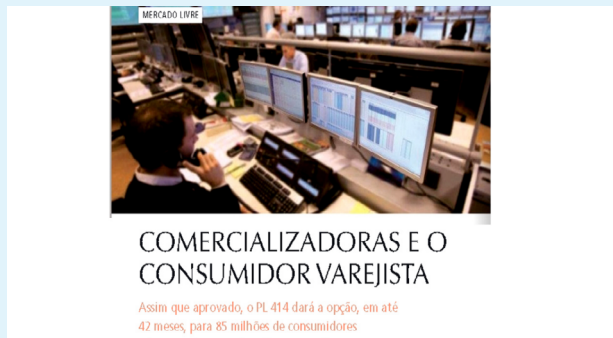 MERCADO LIVRE
COMERCIALIZADORAS E O
CONSUMIDOR VAREJISTA
Assim que aprovado, o PL 414 dará a opção, em até
42 meses, para 85 milhões de consumidores